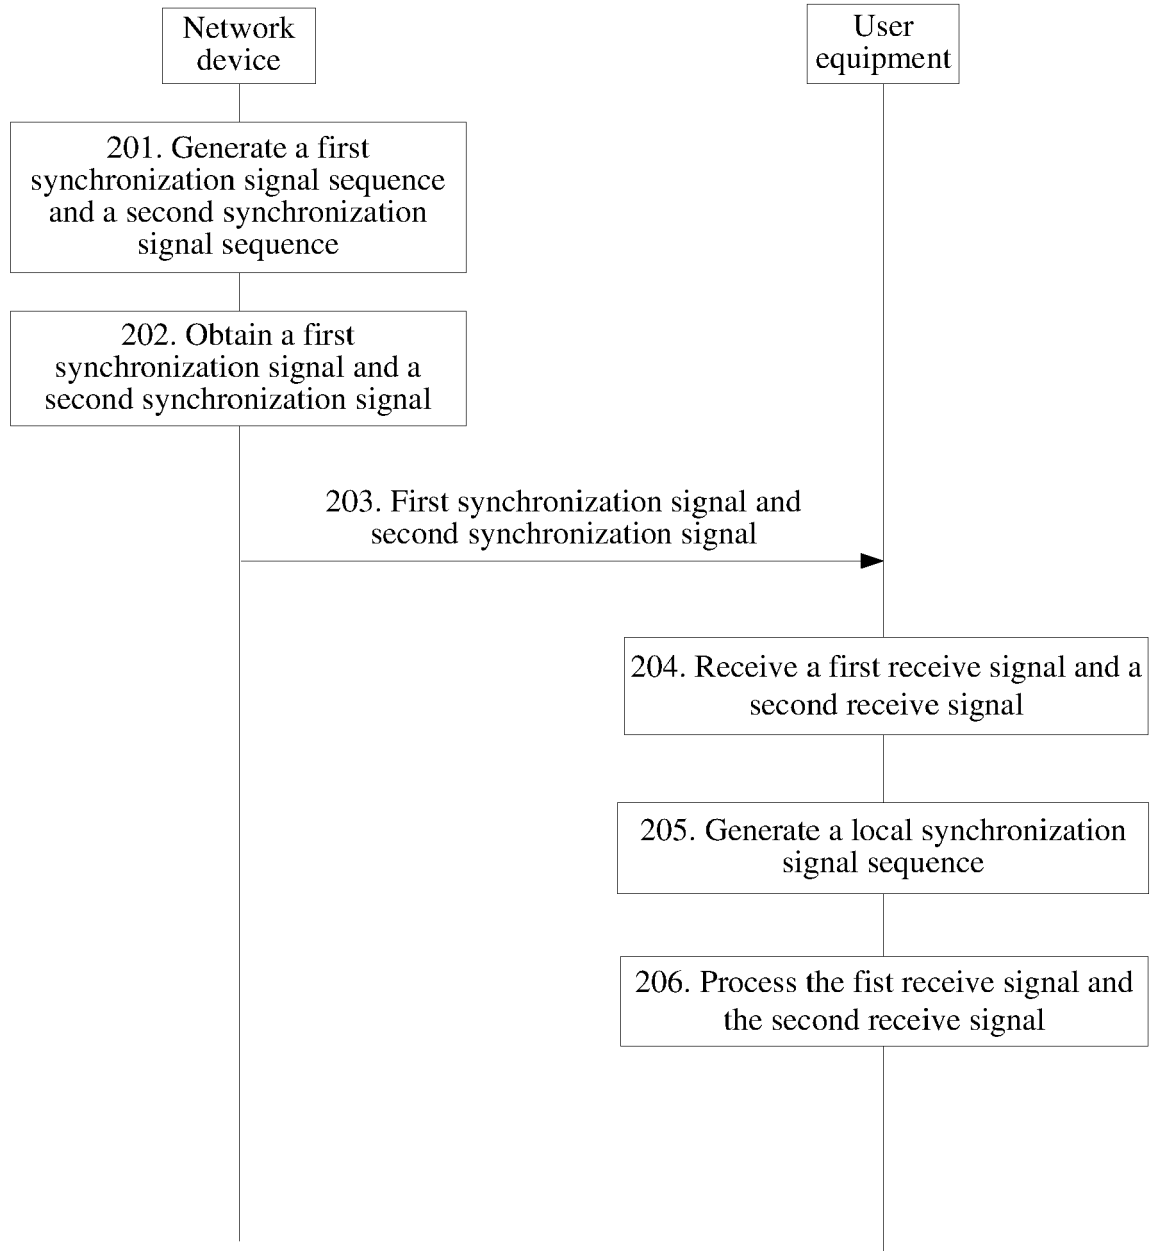 Network
device
User
equipment
201. Generate a first
synchronization signal sequence
and a second synchronization
signal sequence
202. Obtain a first
synchronization signal and a
second synchronization signal
203. First synchronization signal and
second synchronization signal
204. Receive a first receive signal and a
second receive signal
205. Generate a local synchronization
signal sequence
206. Process the fist receive signal and
the second receive signal